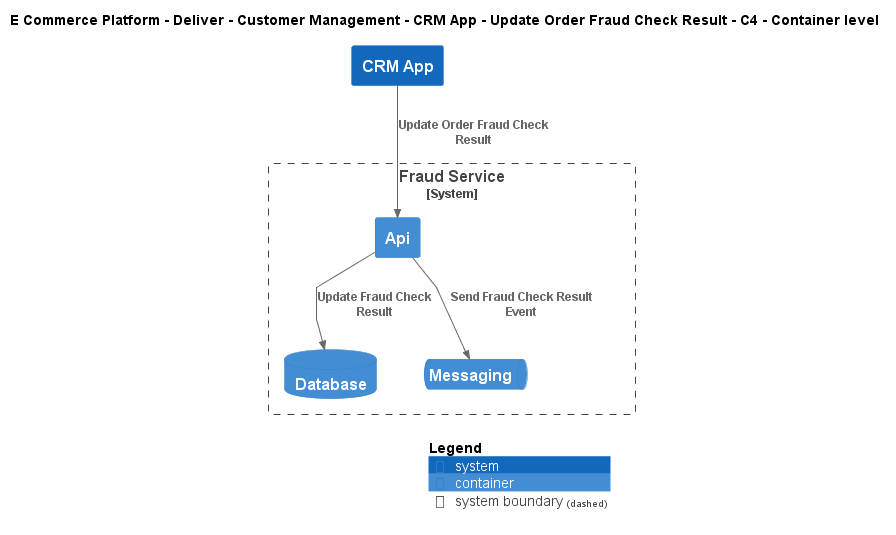 E Commerce Platform - Deliver - Customer Management - CRM App - Update Order Fraud Check Result - C4 - Container level
CRM App
Update Order Fraud Check
Result
Fraud Service
[System]
Api
Update Fraud Check
Result
Send Fraud Check Result
Event
Database
Messaging
Legend
system
container
system boundary (dashed)